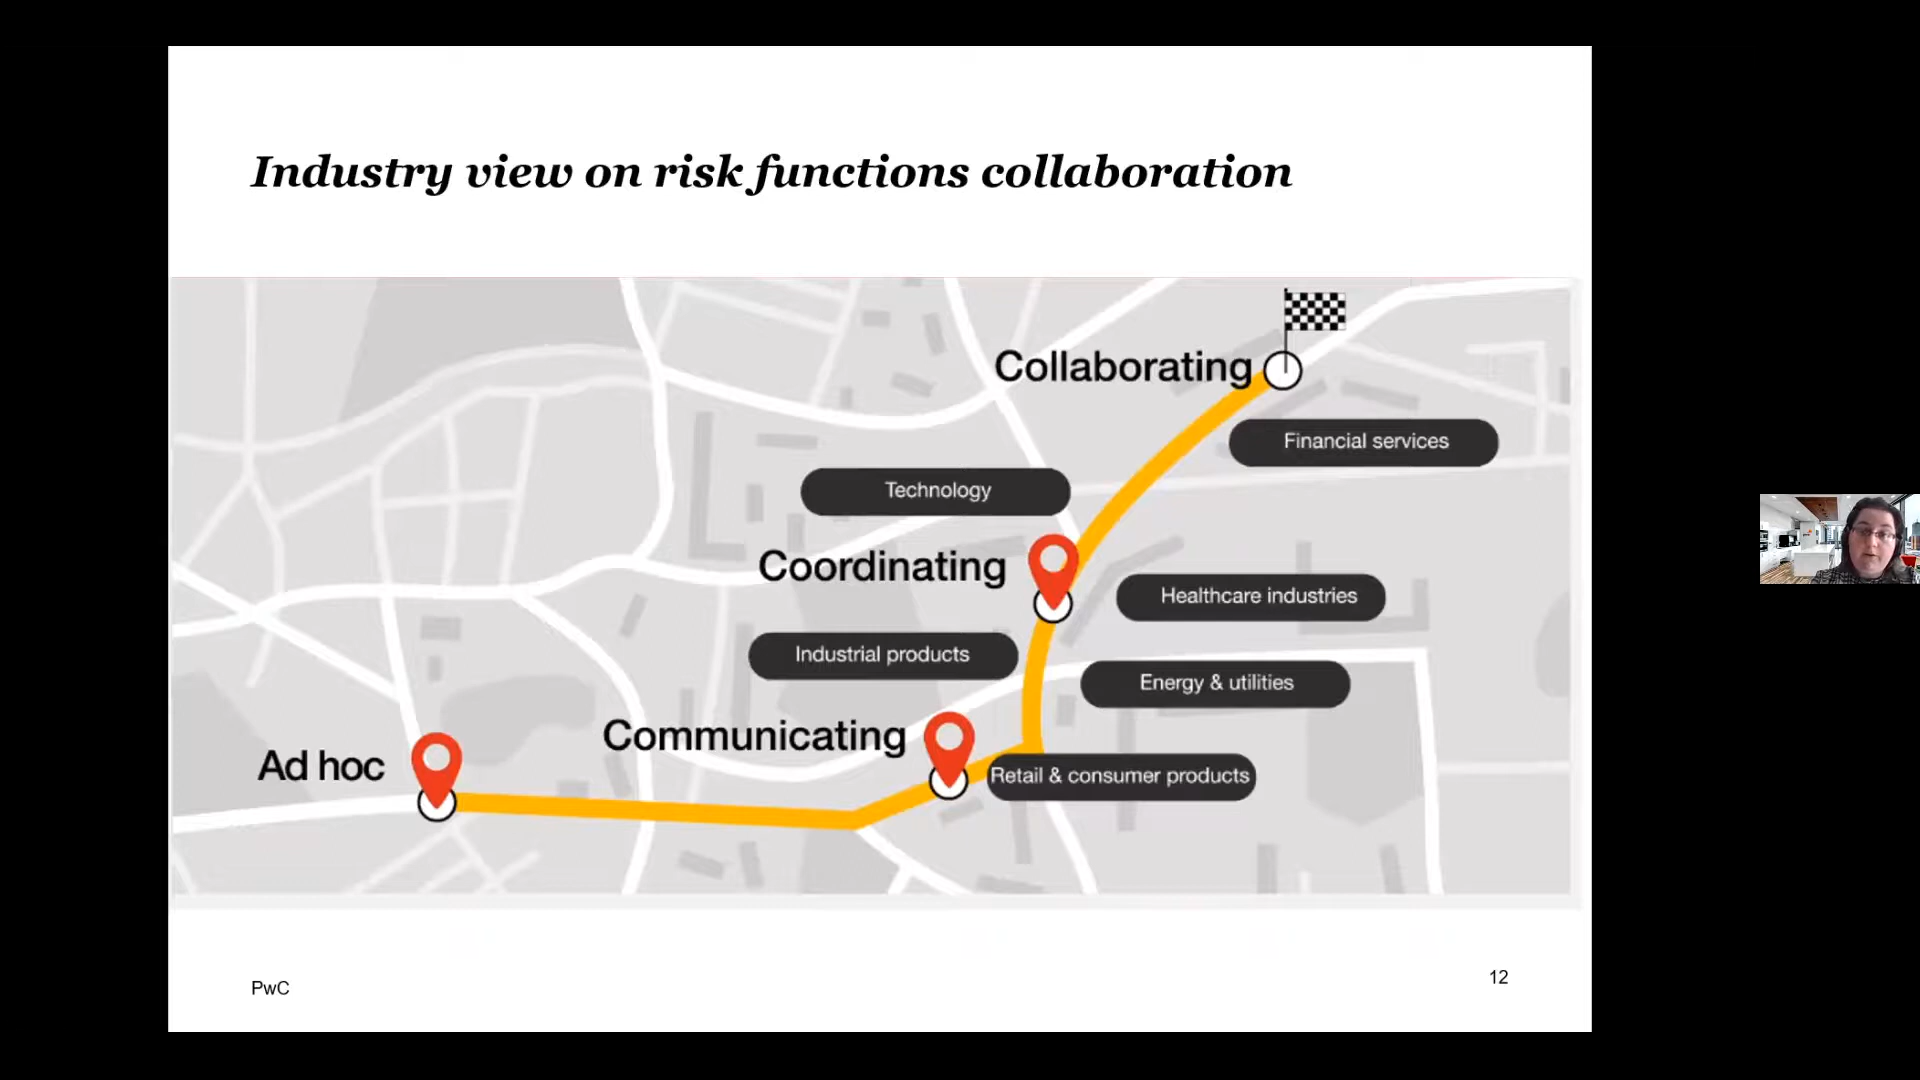 Industry view on risk functions collaboration
Collaborating
Financial services
Technology
Coordinating
Healthcare industries
Industrial products
Energy & utilities
Communicating
Ad hoc
Retail & consumer products
PwC
12